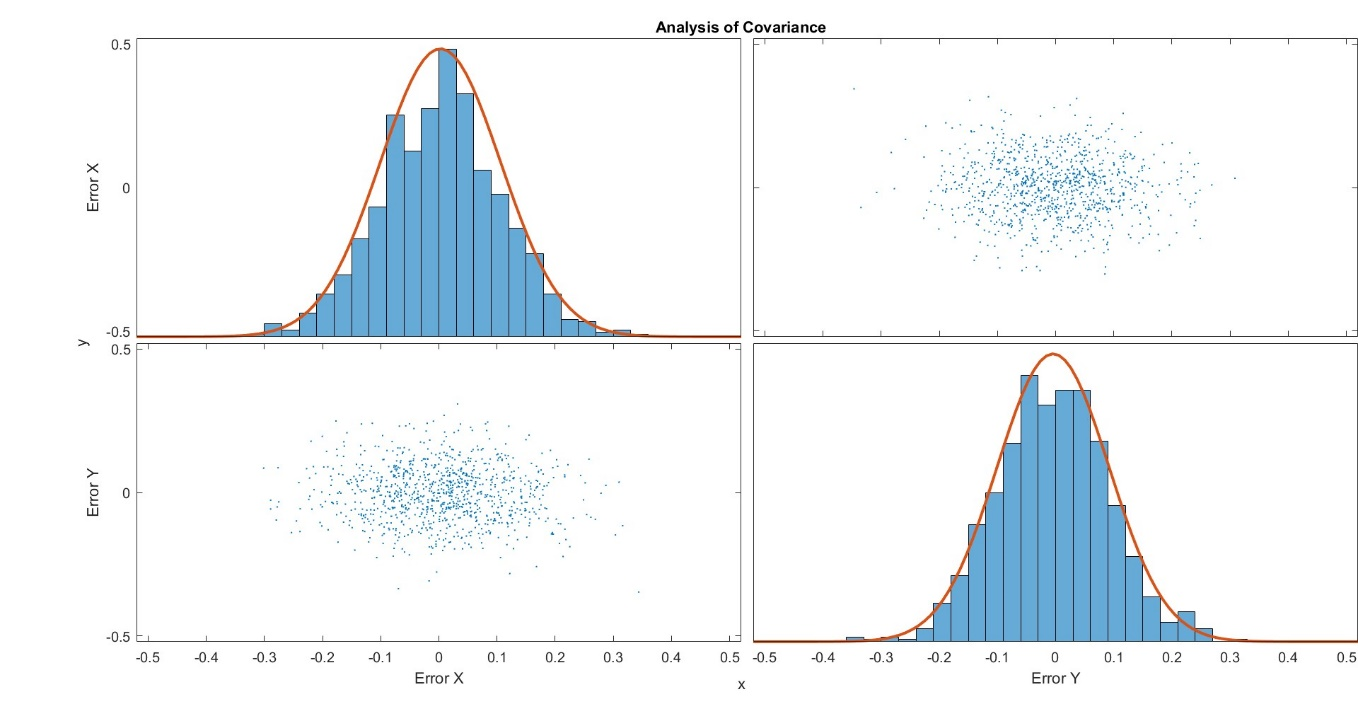 Analysis of Covariance
0.5
Error X
0
-0.5
y
0.5
Error Y
0
-0.5
-0.5 -0.4 -0.3 -0.2 -0.1 0 0.1 0.2 0.3 0.4 0.5 -0.5 -0.4 -0.3 -0.2 -0.1 0 0.1 0.2 0.3 0.4 0.5
Error X Error Y
x